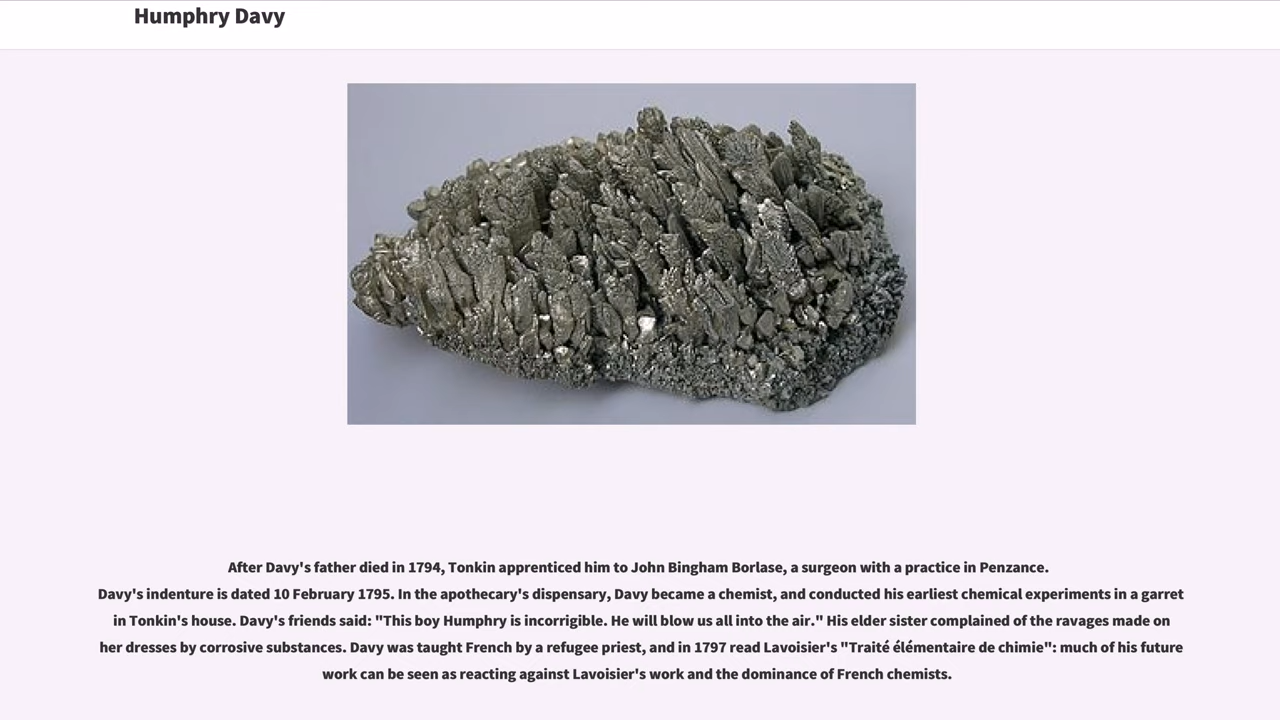 Humphry Davy
After Davy's father died in 1794, Tonkin apprenticed him to John Bingham Borlase, a surgeon with a practice in Penzance.
Davy's indenture is dated 10 February 1795. In the apothecary's dispensary, Davy became a chemist, and conducted his earliest chemical experiments in a garret
in Tonkin's house. Davy's friends said: "This boy Humphry is incorrigible. He will blow us all into the air." His elder sister complained of the ravages made on
her dresses by corrosive substances. Davy was taught French by a refugee priest, and in 1797 read Lavoisier's "Traité élémentaire de chimie": much of his future
work can be seen as reacting against Lavoisier's work and the dominance of French chemists.